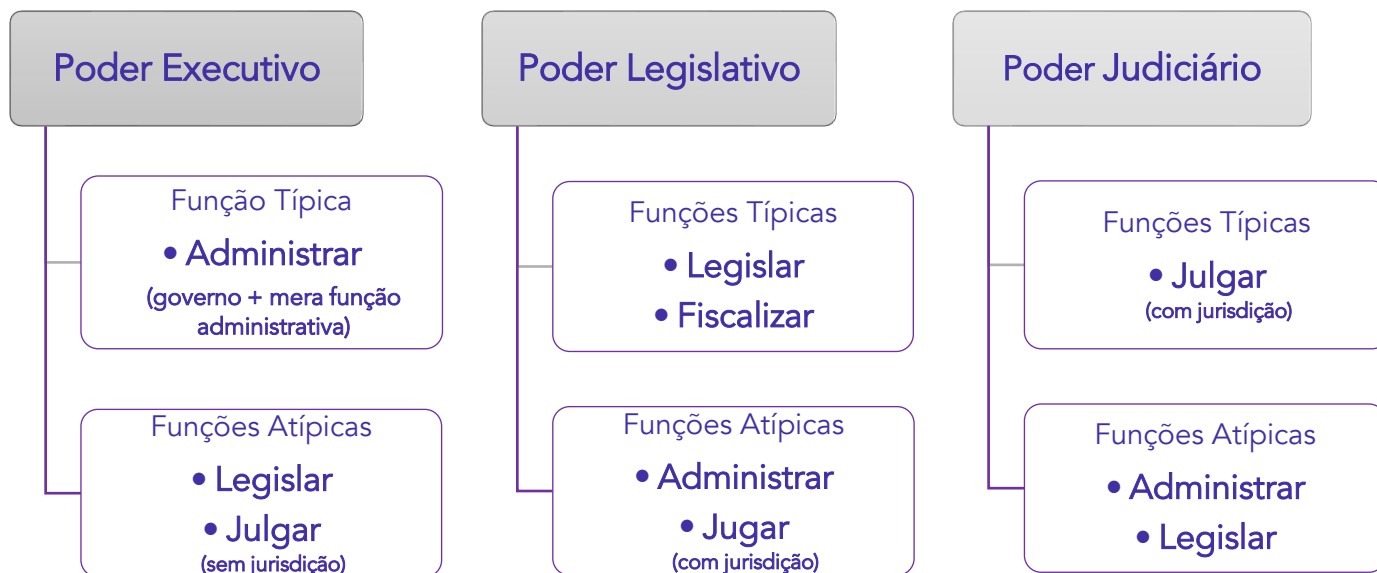 Poder Executivo
Função Típica
• Administrar
(governo + mera função
administrativa)
Funções Atípicas
• Legislar
• Julgar
(sem jurisdição)
Poder Legislativo
Funções Típicas
• Legislar
• Fiscalizar
Funções Atípicas
• Administrar
• Jugar
(com jurisdição)
Poder Judiciário
Funções Típicas
• Julgar
(com jurisdição)
Funções Atípicas
• Administrar
• Legislar